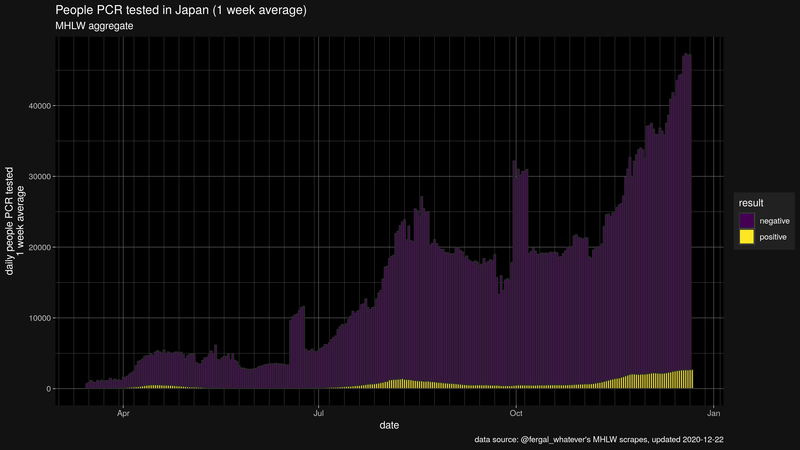 People PCR tested in Japan (1 week average)
MHLW aggregate
daily people PCR tested
1 week average
40000
30000
20000
10000
0
Apr
Jul
Oct
Jan
date
result
negative
positive
data source: @fergal_whatever's MHLW scrapes, updated 2020-12-22